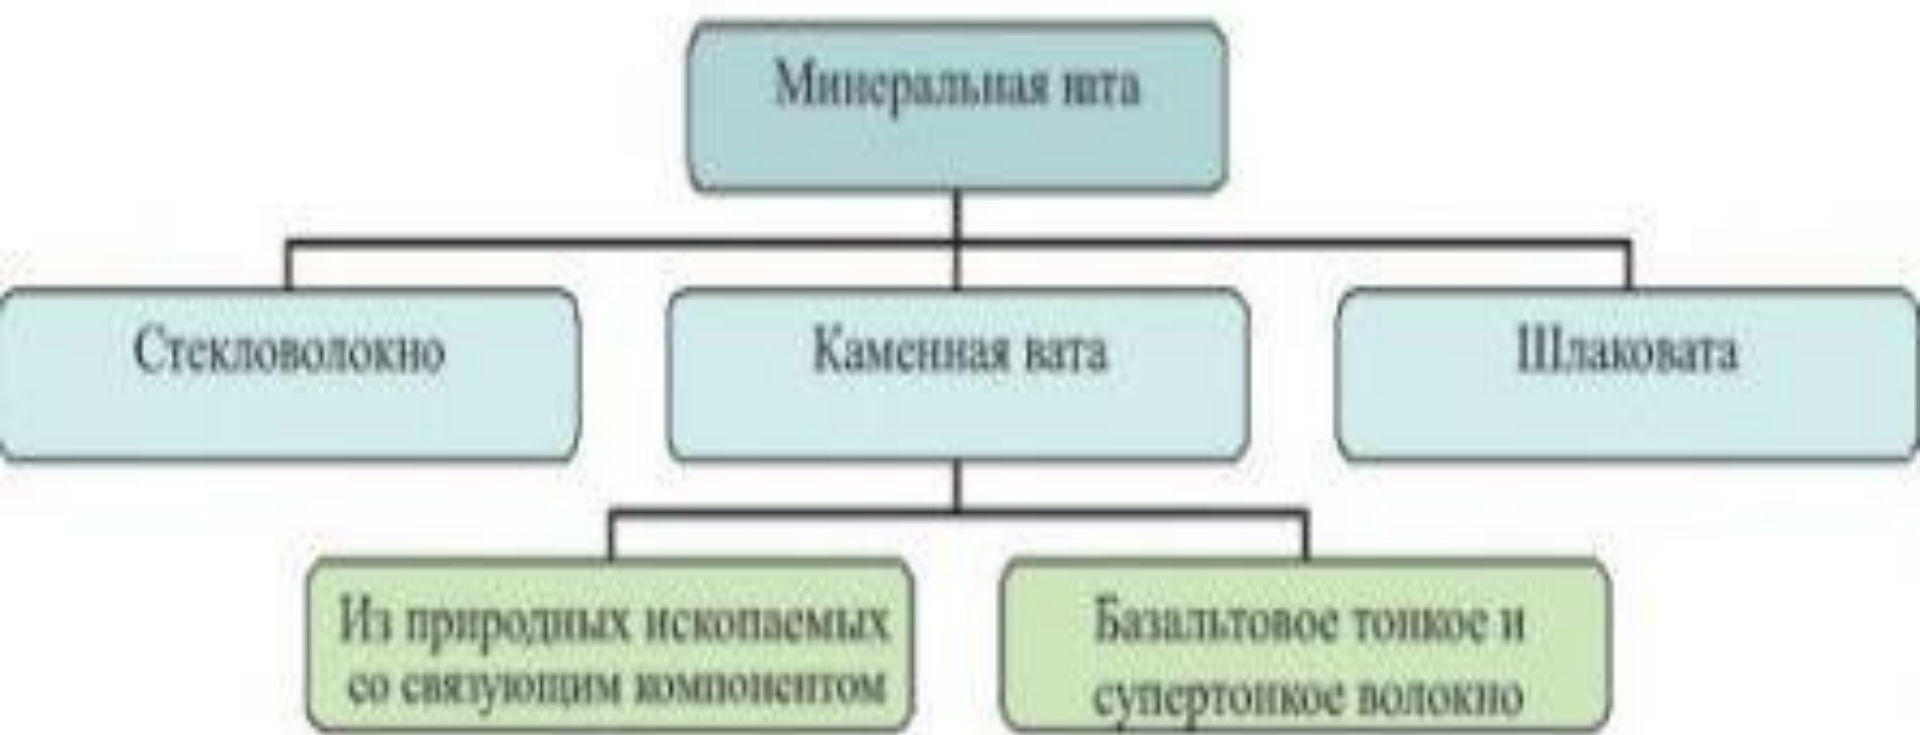 Минеральная вата
Стекловолокно
Каменная вата
Шлаковата
Из природных ископаемых
со связующим компонентом
Базальтовое тонкое и
супертонкое волокно